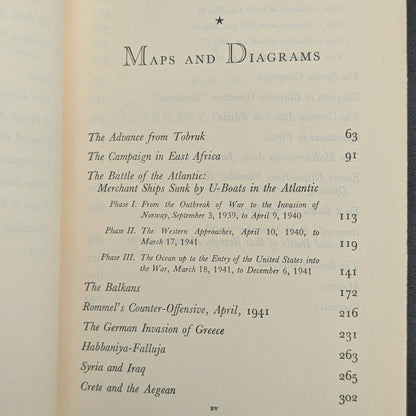 MAPS AND DIAGRAMS
The Advance from Tobruk 63
The Campaign in East Africa 91
The Battle of the Atlantic:
Merchant Ships Sunk by U-Boats in the Atlantic
Phase I. From the Outbreak of War to the Invasion of
Norway, September 3, 1939, to April 9, 1940 113
Phase II. The Western Approaches, April 10, 1940, to
March 17, 1941 119
Phase III. The Ocean up to the Entry of the United States into
the War, March 18, 1941, to December 6, 1941 141
The Balkans 172
Rommel's Counter-Offensive, April, 1941 216
The German Invasion of Greece 231
Habbaniya-Falluja 263
Syria and Iraq 265
Crete and the Aegean 302
xv